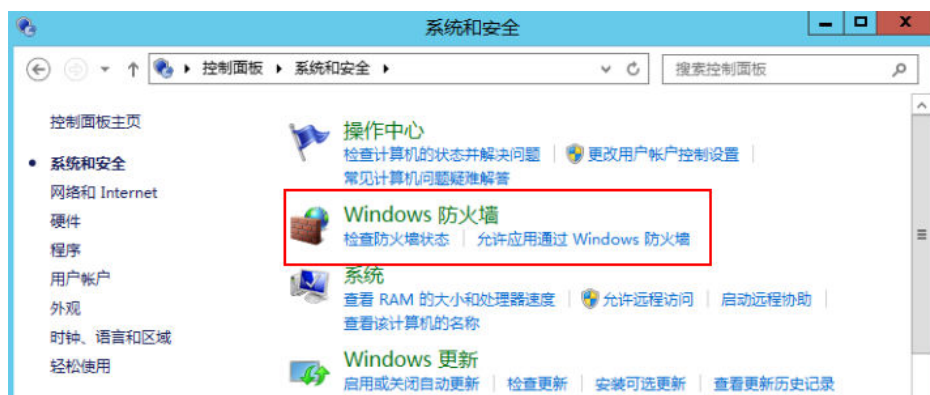 系统和安全
控制面板 系统和安全
搜索控制面板
控制面板主页
系统和安全
网络和 Internet
硬件
程序
用户帐户
外观
时钟、语言和区域
轻松使用
操作中心
检查计算机的状态并解决问题 更改用户帐户控制设置
常见计算机问题疑难解答
Windows 防火墙
检查防火墙状态 允许应用通过 Windows 防火墙
系统
查看 RAM 的大小和处理器速度 允许远程访问 启动远程协助
查看该计算机的名称
Windows 更新
启用或关闭自动更新 检查更新 安装可选更新 查看更新历史记录